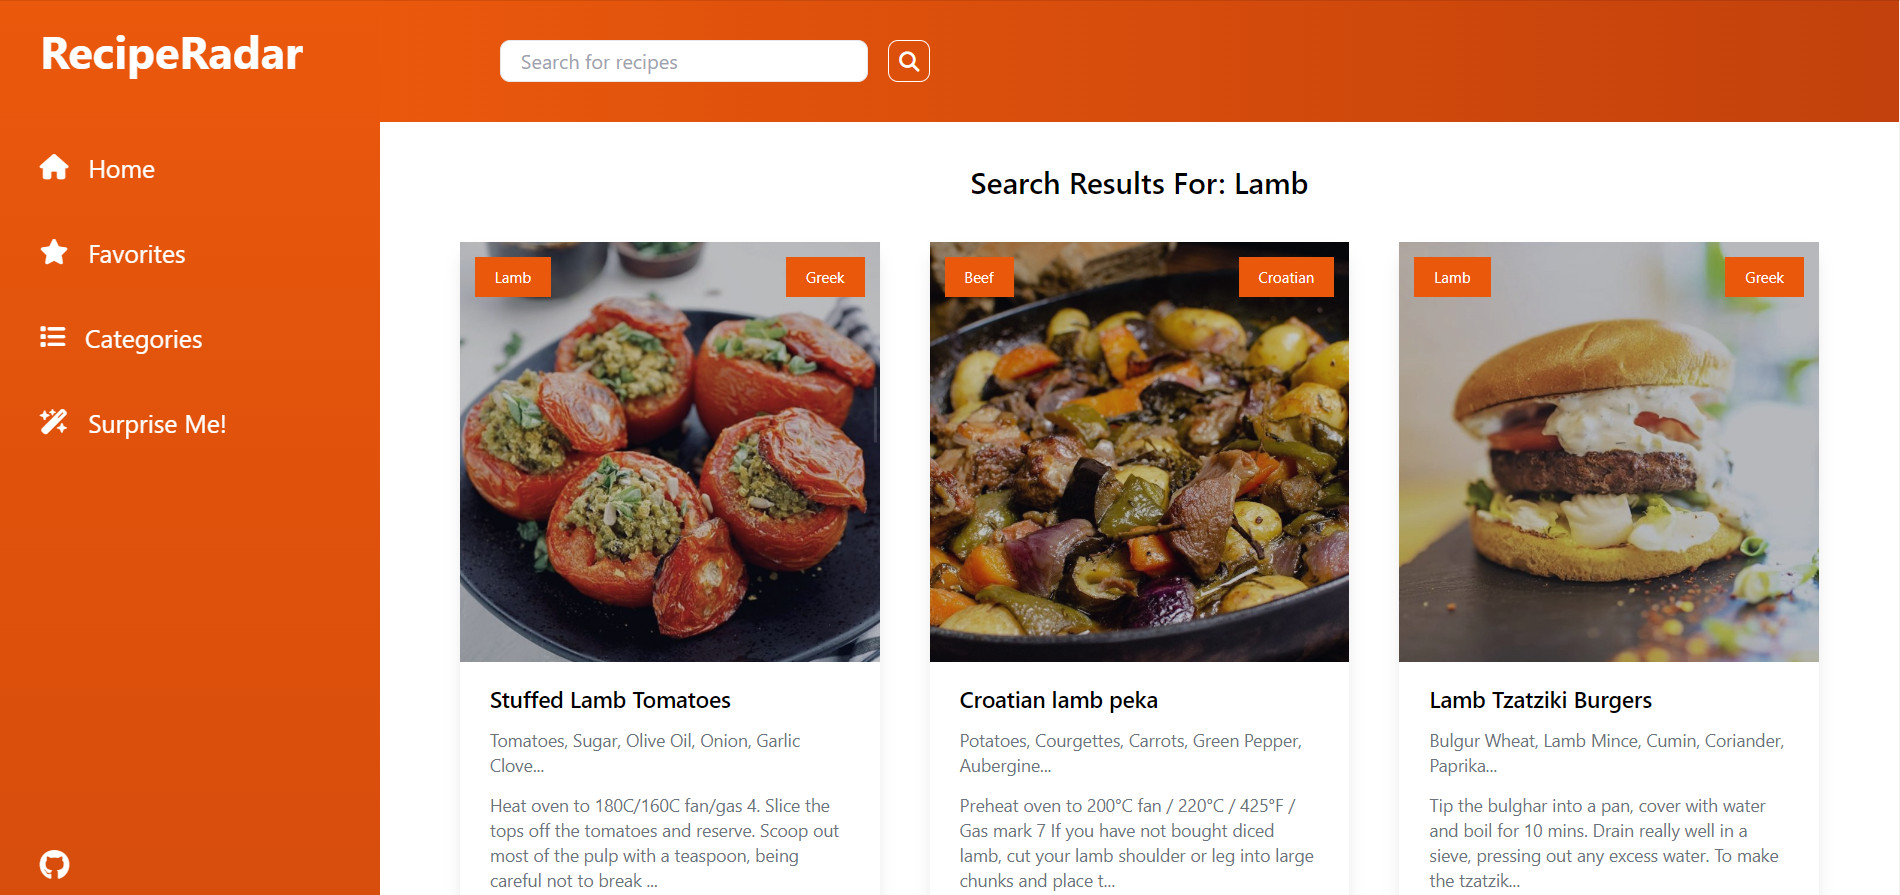 RecipeRadar
Search for recipes
Home
Favorites
Categories
Surprise Me!
Search Results For: Lamb
Lamb
Greek
Stuffed Lamb Tomatoes
Tomatoes, Sugar, Olive Oil, Onion, Garlic
Clove...
Heat oven to 180C/160C fan/gas 4. Slice the
tops off the tomatoes and reserve. Scoop out
most of the pulp with a teaspoon, being
careful not to break ...
Beef
Croatian
Croatian lamb peka
Potatoes, Courgettes, Carrots, Green Pepper,
Aubergine...
Preheat oven to 200°C fan / 220°C / 425°F /
Gas mark 7 If you have not bought diced
lamb, cut your lamb shoulder or leg into large
chunks and place t...
Lamb
Greek
Lamb Tzatziki Burgers
Bulgur Wheat, Lamb Mince, Cumin, Coriander,
Paprika...
Tip the bulghar into a pan, cover with water
and boil for 10 mins. Drain really well in a
sieve, pressing out any excess water. To make
the tzatzik...